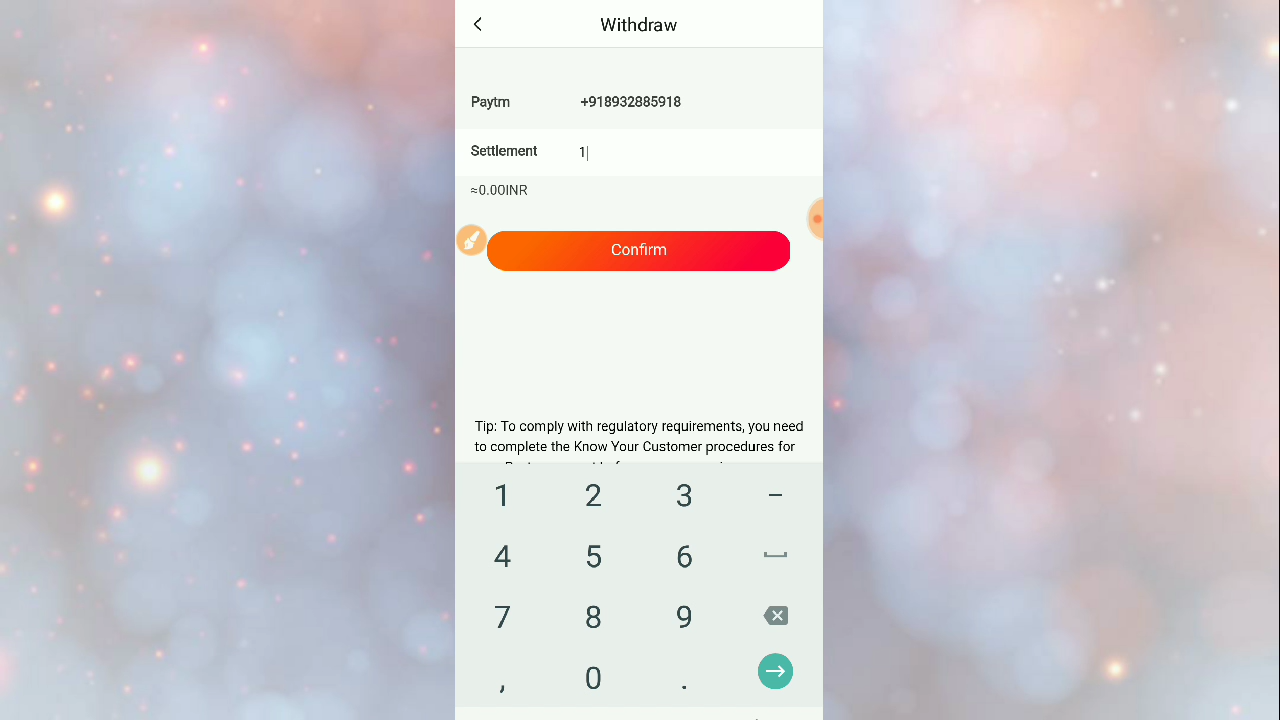 Withdraw
Paytm +918932885918
Settlement 1
≈0.00INR
Confirm
Tip: To comply with regulatory requirements, you need
to complete the Know Your Customer procedures for
1 2 3 –
4 5 6
7 8 9
, 0 .